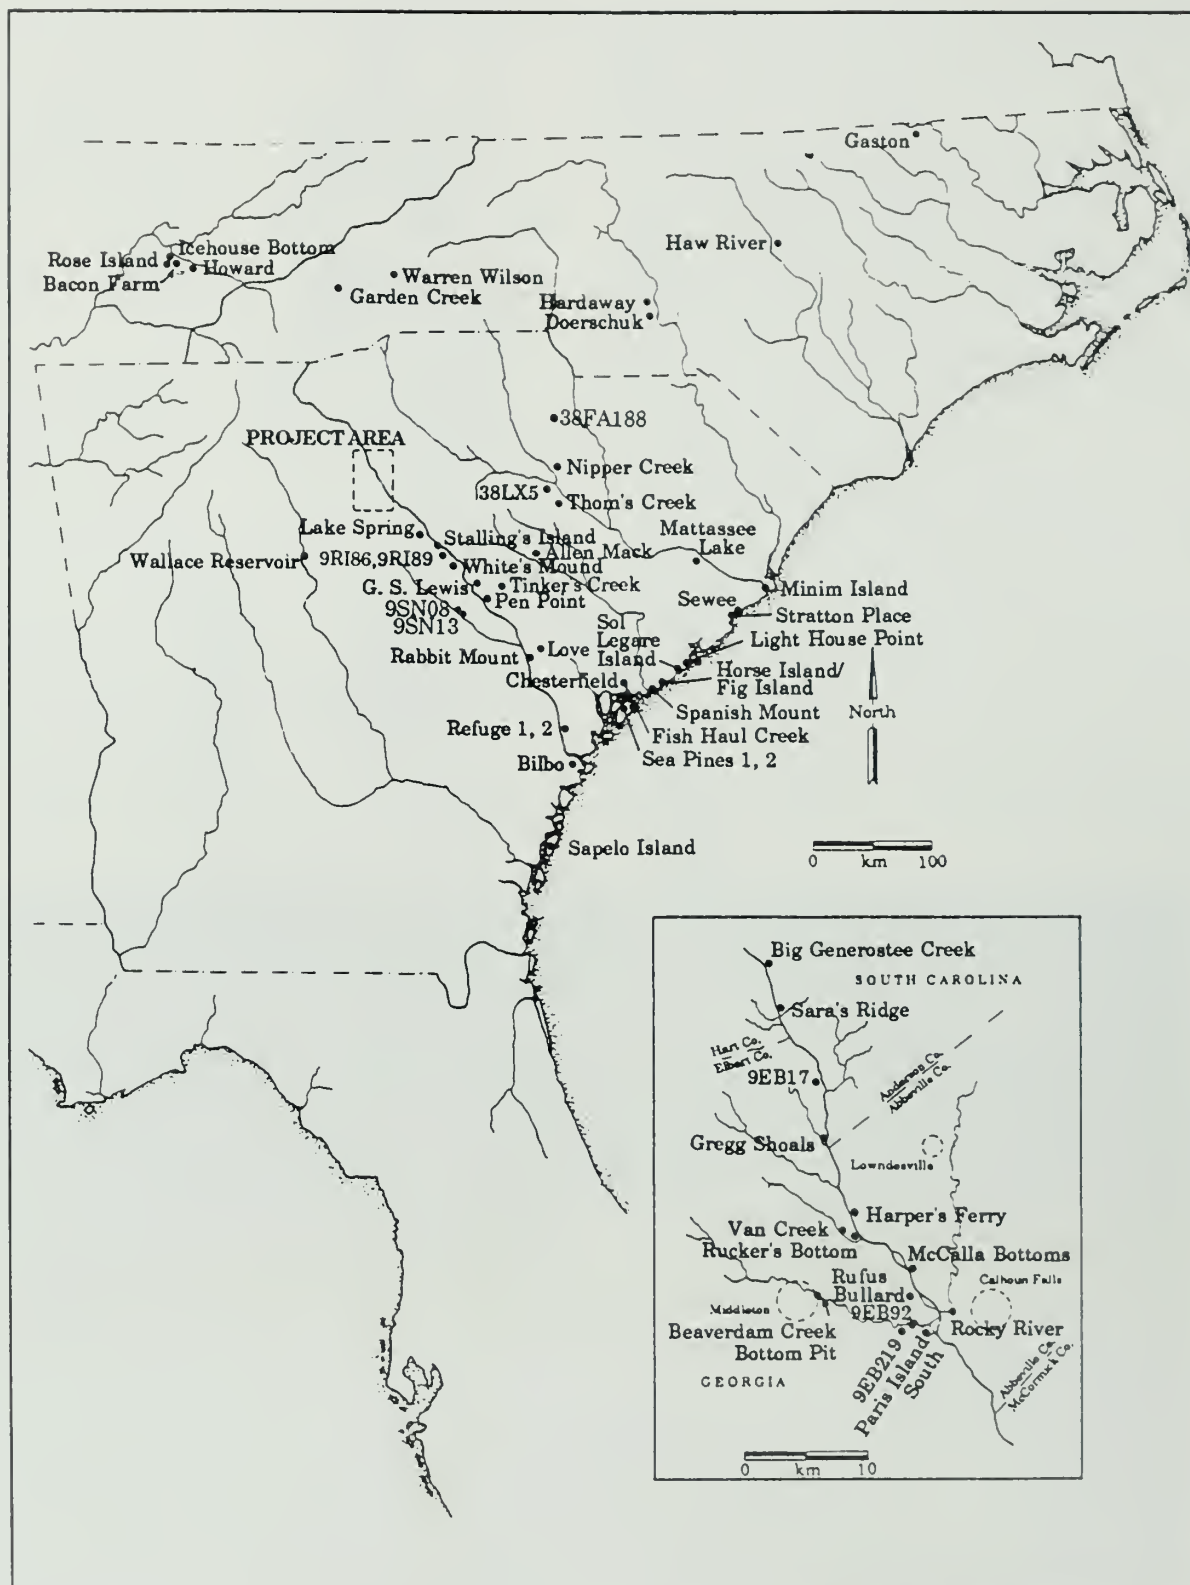 Gaston
Haw River
Icehouse Bottom
Rose Island
Howard
Bacon Farm
Warren Wilson
Garden Creek
Hardaway
Doerschuk
38FA188
PROJECT AREA
Nipper Creek
38LX5
Thom's Creek
Mattassee
Lake
Lake Spring
Stalling's Island
Allen Mack
Wallace Reservoir
9RI86,9RI89
White's Mound
G. S. Lewis
Tinker's Creek
Pen Point
9SN08
9SN13
Minim Island
Sewee
Stratton Place
Sol
Legare
Island
Light House Point
Love
Rabbit Mount
Horse Island/
Fig Island
Chesterfield
Spanish Mount
North
Refuge 1, 2
Fish Haul Creek
Sea Pines 1, 2
Bilbo
Sapelo Island
0 km 100
Big Generostee Creek
SOUTH CAROLINA
Sara's Ridge
Hart Co.
Elbert Co.
9EB17
Anderson Co.
Abbeville Co.
Gregg Shoals
Lowndesville
Harper's Ferry
Van Creek
Rucker's Bottom
McCalla Bottoms
Rufus
Bullard
Calhoun Falls
9EB92
Middleton
Rocky River
Beaverdam Creek
Bottom Pit
9EB219
Paris Island
South
GEORGIA
Abbeville Co.
McCormick Co.
0 km 10